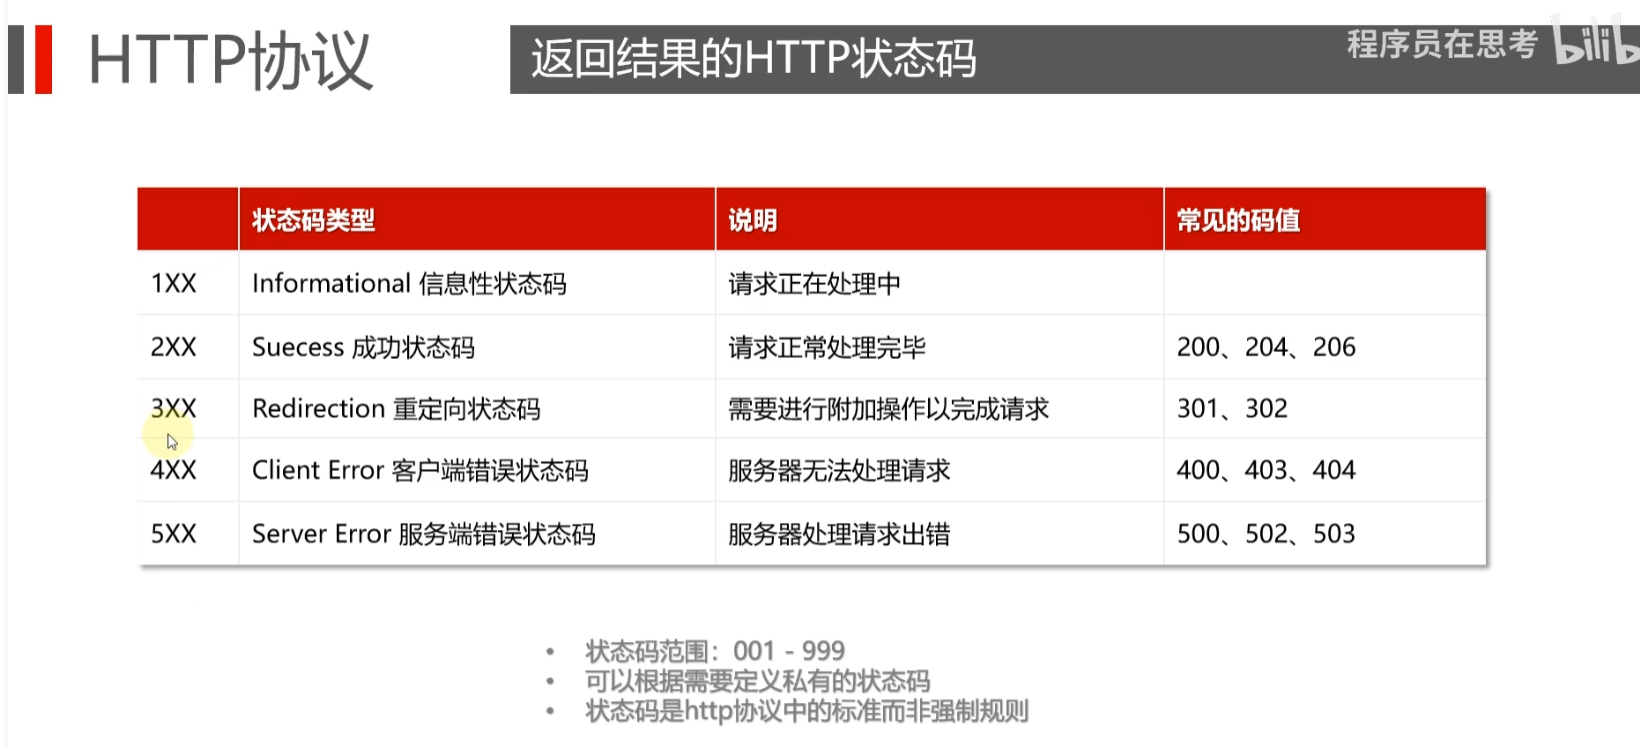 HTTP协议
返回结果的HTTP状态码
程序员在思考
状态码类型 说明 常见的码值
1XX Informational 信息性状态码 请求正在处理中
2XX Suecess 成功状态码 请求正常处理完毕 200、204、206
3XX Redirection 重定向状态码 需要进行附加操作以完成请求 301、302
4XX Client Error 客户端错误状态码 服务器无法处理请求 400、403、404
5XX Server Error 服务端错误状态码 服务器处理请求出错 500、502、503
• 状态码范围：001 - 999
• 可以根据需要定义私有的状态码
• 状态码是http协议中的标准而非强制规则